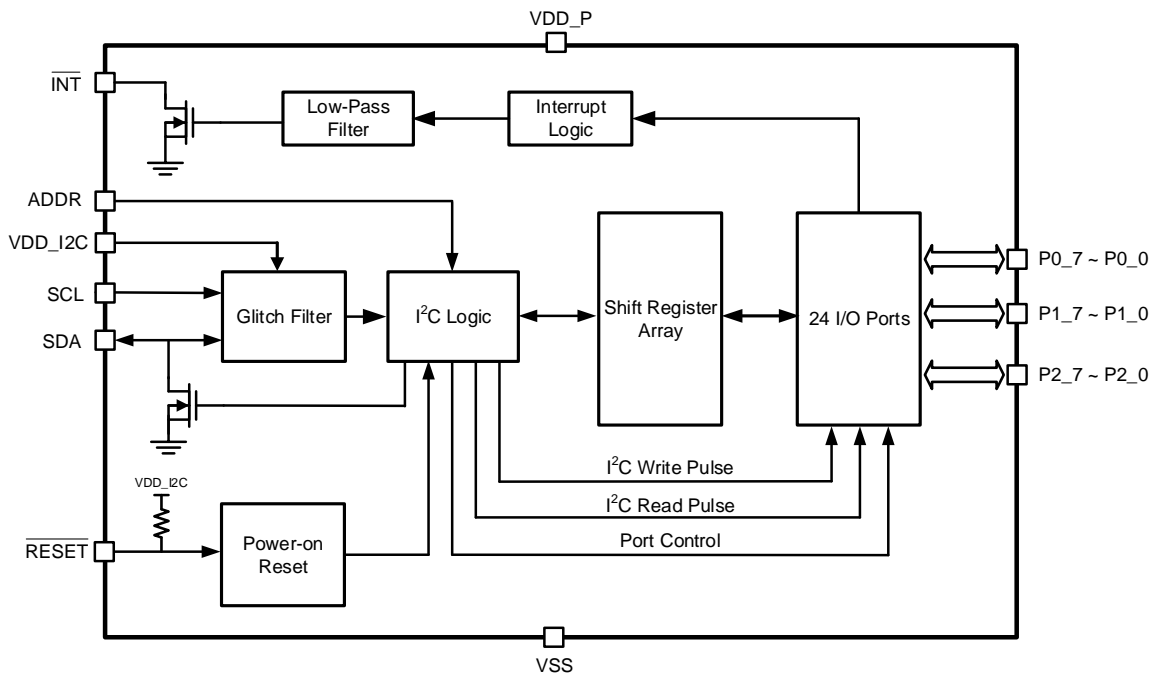 VDD_P
INT
Low-Pass
Filter
Interrupt
Logic
ADDR
VDD_I2C
SCL
SDA
Glitch Filter
I²C Logic
Shift Register
Array
24 I/O Ports
P0_7 ~ P0_0
P1_7 ~ P1_0
P2_7 ~ P2_0
I²C Write Pulse
I²C Read Pulse
Port Control
VDD_I2C
RESET
Power-on
Reset
VSS